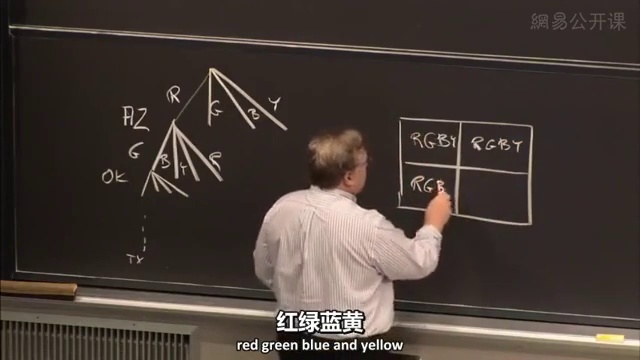 網易公开课
R
G
B
Y
AZ
G
B
Y
R
OK
TX
RGBY
RGBY
RGB
红绿蓝黄
red green blue and yellow